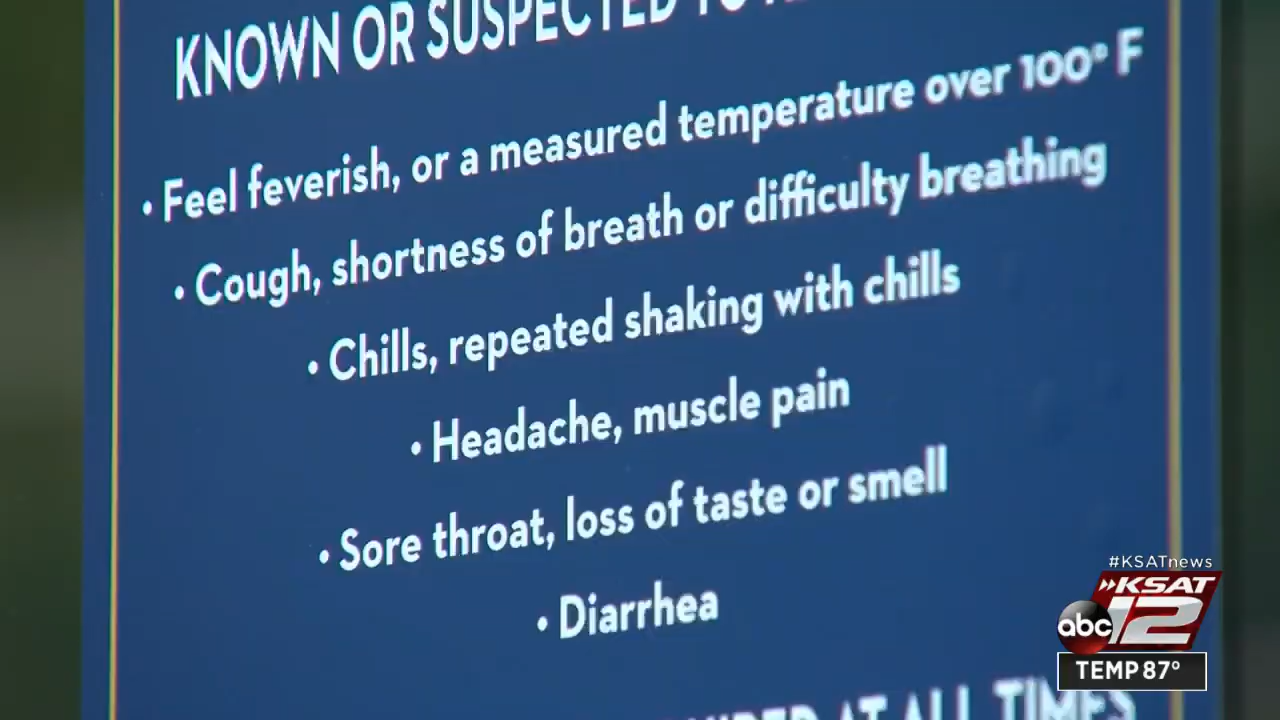 KNOWN OR SUSPECTED TO
• Feel feverish, or a measured temperature over 100° F
• Cough, shortness of breath or difficulty breathing
• Chills, repeated shaking with chills
• Headache, muscle pain
• Sore throat, loss of taste or smell
• Diarrhea
AT ALL TIMES
#KSATnews
KSAT
abc 12
TEMP 87°